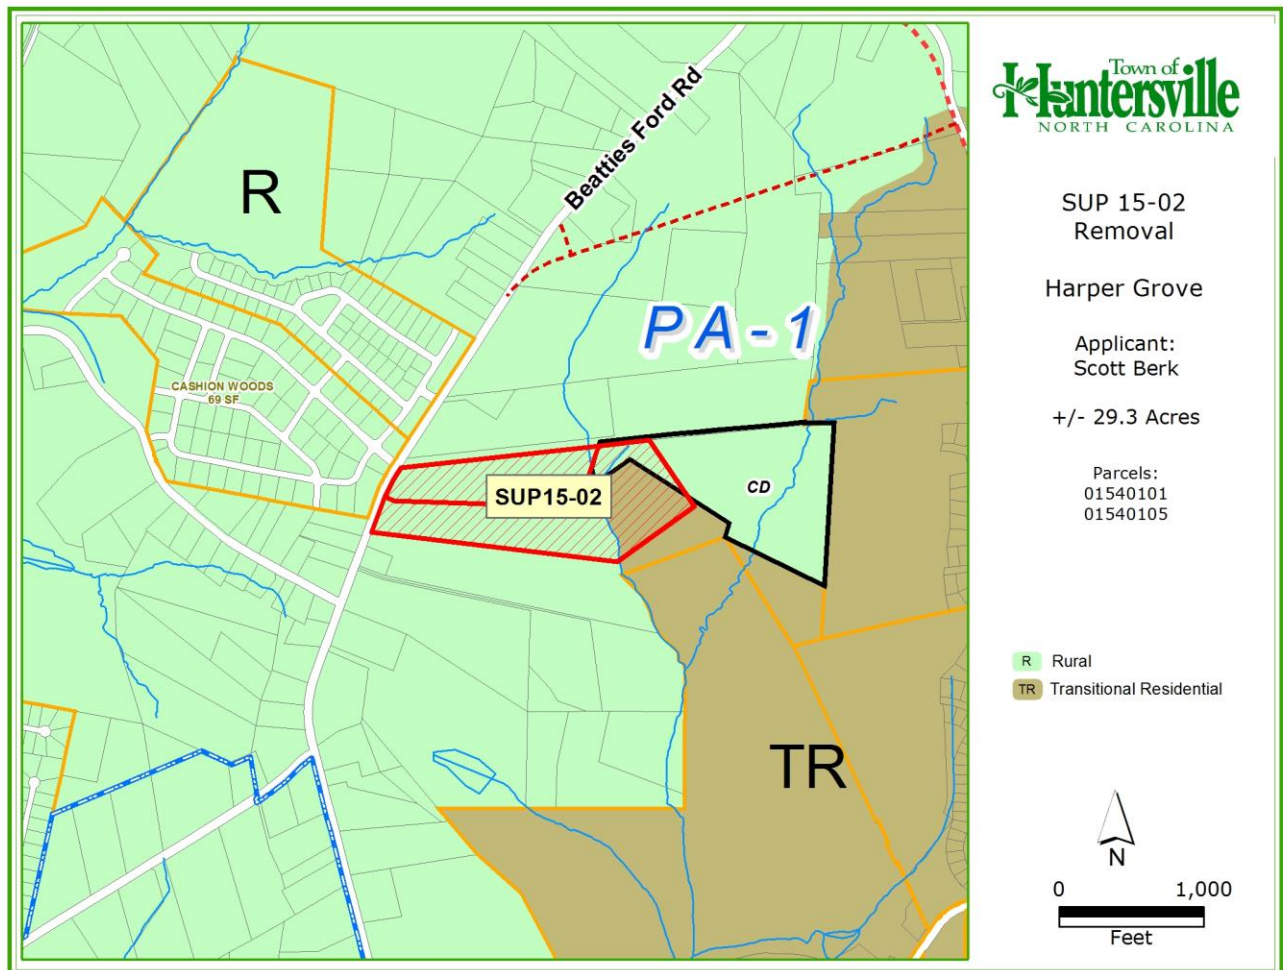 Beatties Ford Rd
R
PA-1
CASHION WOODS
69 SF
SUP15-02
CD
TR
Town of
Huntersville
NORTH CAROLINA
SUP 15-02
Removal
Harper Grove
Applicant:
Scott Berk
+/- 29.3 Acres
Parcels:
01540101
01540105
R Rural
TR Transitional Residential
N
0 1,000
Feet